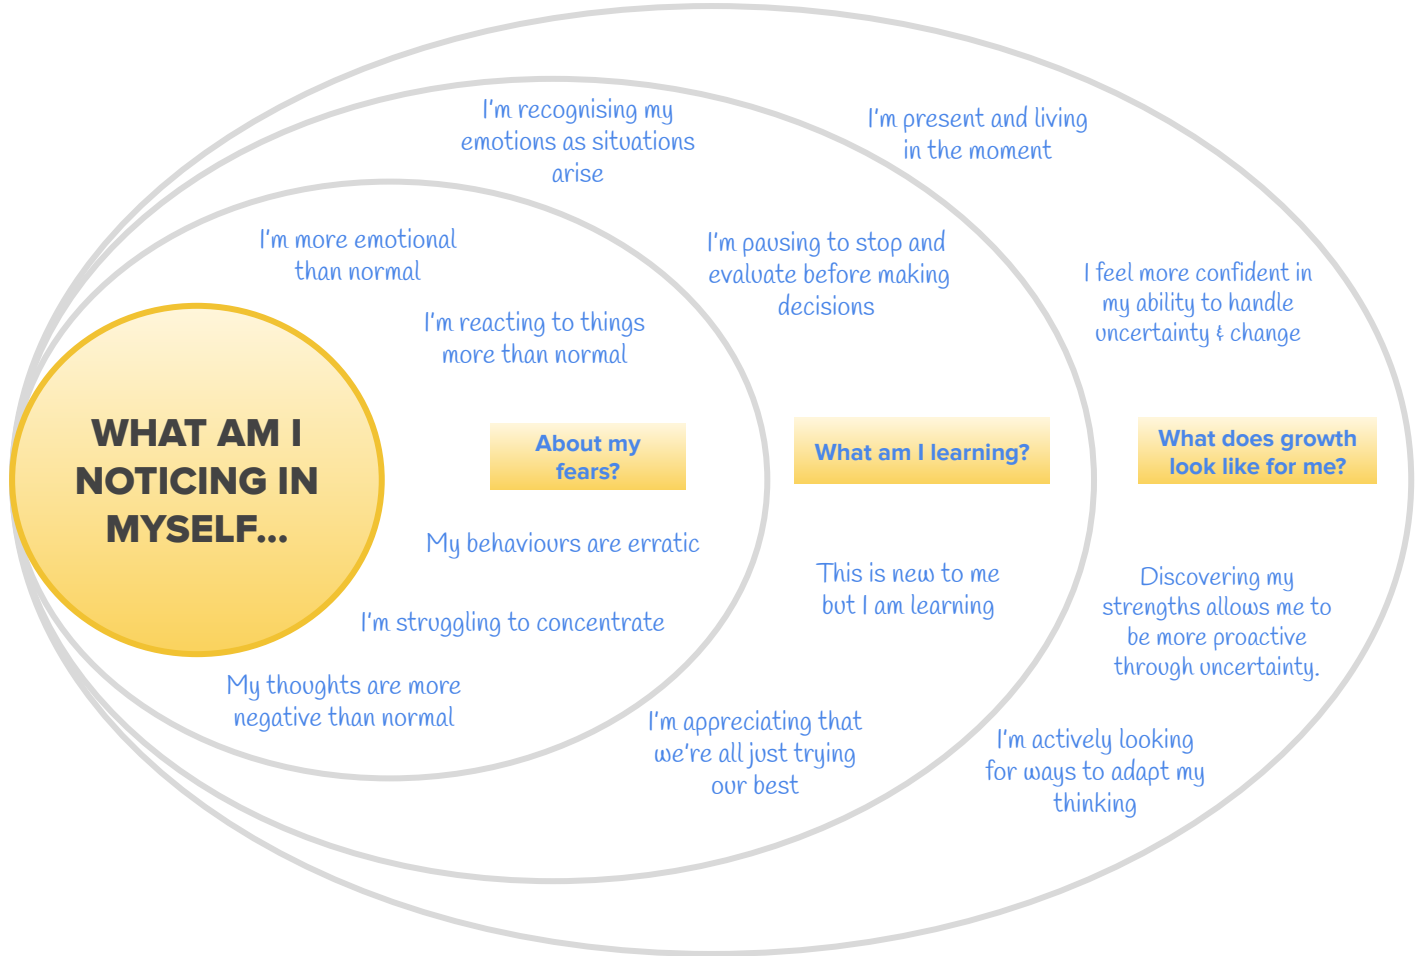 WHAT AM I
NOTICING IN
MYSELF...
I'm more emotional
than normal
I'm reacting to things
more than normal
About my
fears?
My behaviours are erratic
I'm struggling to concentrate
My thoughts are more
negative than normal
I'm recognising my
emotions as situations
arise
I'm pausing to stop and
evaluate before making
decisions
What am I learning?
This is new to me
but I am learning
I'm appreciating that
we're all just trying
our best
I'm present and living
in the moment
I feel more confident in
my ability to handle
uncertainty & change
What does growth
look like for me?
Discovering my
strengths allows me to
be more proactive
through uncertainty.
I'm actively looking
for ways to adapt my
thinking